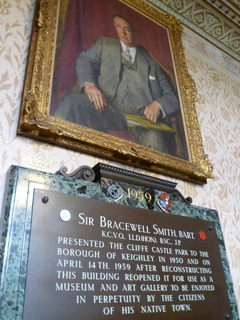 1959
SIR BRACEWELL SMITH BART.
K.C.V.O. LLD(HON). BSC. J.P.
PRESENTED THE CLIFFE CASTLE PARK TO THE
BOROUGH OF KEIGHLEY IN 1950 AND ON
APRIL 14TH. 1959 AFTER RECONSTRUCTING
THIS BUILDING REOPENED IT FOR USE AS A
MUSEUM AND ART GALLERY TO BE ENJOYED
IN PERPETUITY BY THE CITIZENS
OF HIS NATIVE TOWN.